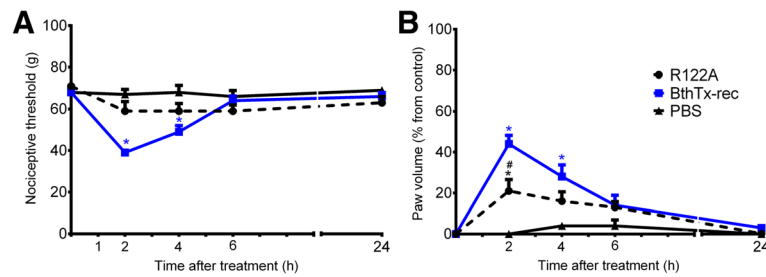 A
B
Nociceptive threshold (g)
100
80
60
40
20
0
*
*
1 2 4 6 24
Time after treatment (h)
Paw volume (% from control)
100
80
60
40
20
0
*
*
#
*
2 4 6 24
Time after treatment (h)
R122A
BthTx-rec
PBS